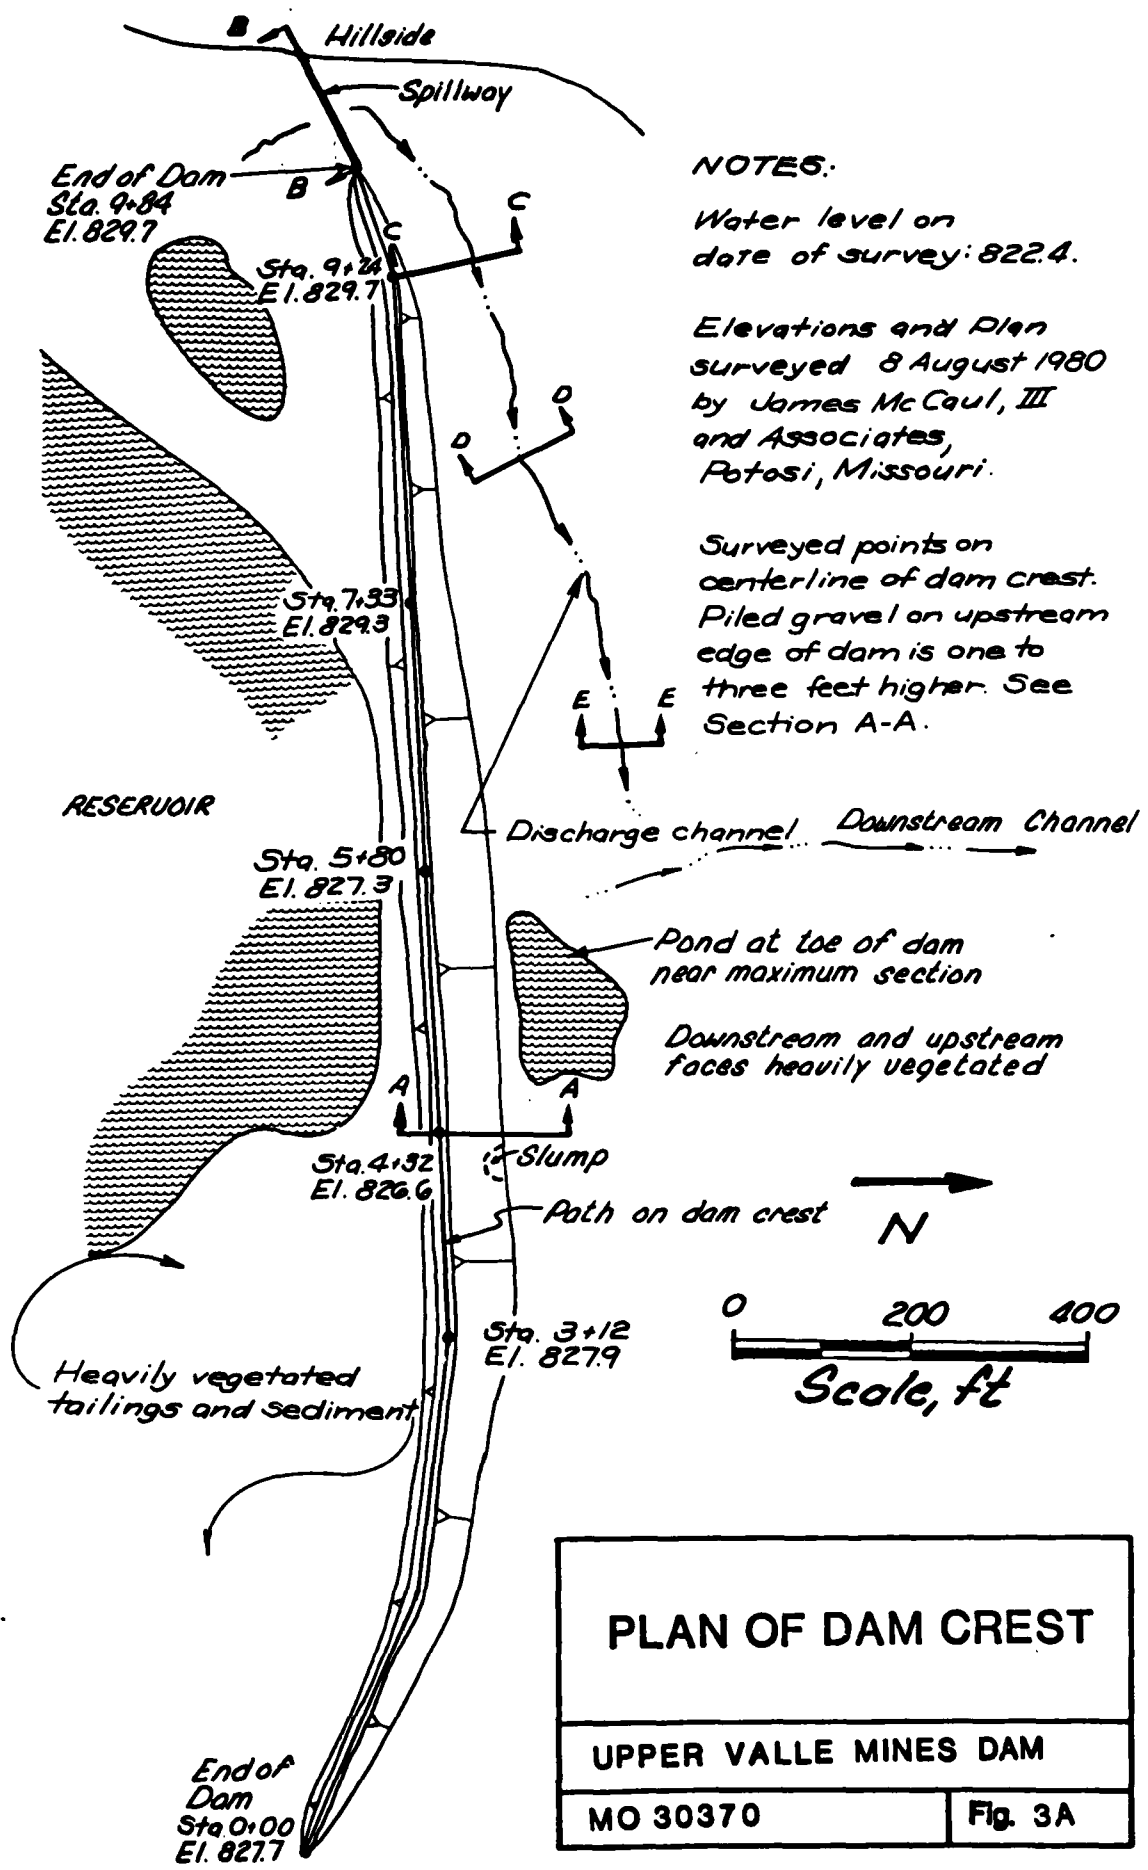 B
Hillside
Spillway
End of Dam
Sta. 9+84
El. 829.7
B
C
C
Sta. 9+24
El. 829.7
NOTES:
Water level on
date of survey: 822.4.
Elevations and Plan
surveyed 8 August 1980
by James McCaul, III
and Associates,
Potosi, Missouri.
Surveyed points on
centerline of dam crest.
Piled gravel on upstream
edge of dam is one to
three feet higher. See
Section A-A.
D
D
Sta. 7+33
El. 829.3
E
E
RESERVOIR
Discharge channel
Downstream Channel
Sta. 5+80
El. 827.3
Pond at toe of dam
near maximum section
Downstream and upstream
faces heavily vegetated
A
A
Sta. 4+32
El. 826.6
Slump
Path on dam crest
N
Sta. 3+12
El. 827.9
0 200 400
Scale, ft
Heavily vegetated
tailings and sediment
End of
Dam
Sta. 0+00
El. 827.7
PLAN OF DAM CREST
UPPER VALLE MINES DAM
MO 30370
Fig. 3A